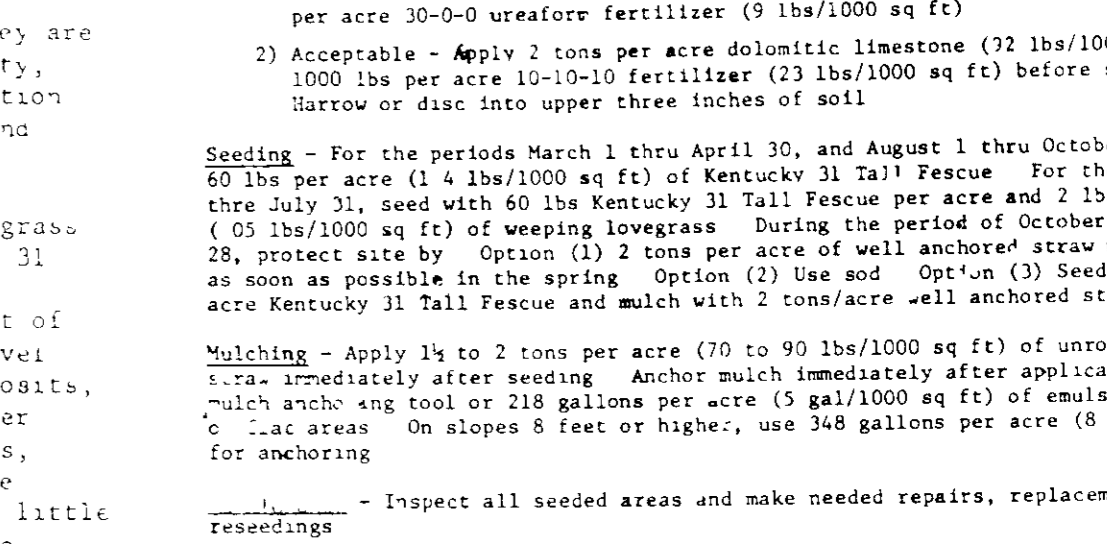 ey are
ty,
tion
nd
grass
31
t of
vei
osits,
er
s,
e
little
per acre 30-0-0 ureaform fertilizer (9 lbs/1000 sq ft)
2) Acceptable - Apply 2 tons per acre dolomitic limestone (92 lbs/10
1000 lbs per acre 10-10-10 fertilizer (23 lbs/1000 sq ft) before
Harrow or disc into upper three inches of soil
Seeding - For the periods March 1 thru April 30, and August 1 thru Octob
60 lbs per acre (1 4 lbs/1000 sq ft) of Kentucky 31 Tall Fescue For th
thre July 31, seed with 60 lbs Kentucky 31 Tall Fescue per acre and 2 lb
( 05 lbs/1000 sq ft) of weeping lovegrass During the period of October
28, protect site by Option (1) 2 tons per acre of well anchored straw
as soon as possible in the spring Option (2) Use sod Option (3) Seed
acre Kentucky 31 Tall Fescue and mulch with 2 tons/acre well anchored st
Mulching - Apply 1½ to 2 tons per acre (70 to 90 lbs/1000 sq ft) of unro
straw immediately after seeding Anchor mulch immediately after applica
mulch anchoring tool or 218 gallons per acre (5 gal/1000 sq ft) of emuls
flat areas On slopes 8 feet or higher, use 348 gallons per acre (8
for anchoring
- Inspect all seeded areas and make needed repairs, replacem
reseedings